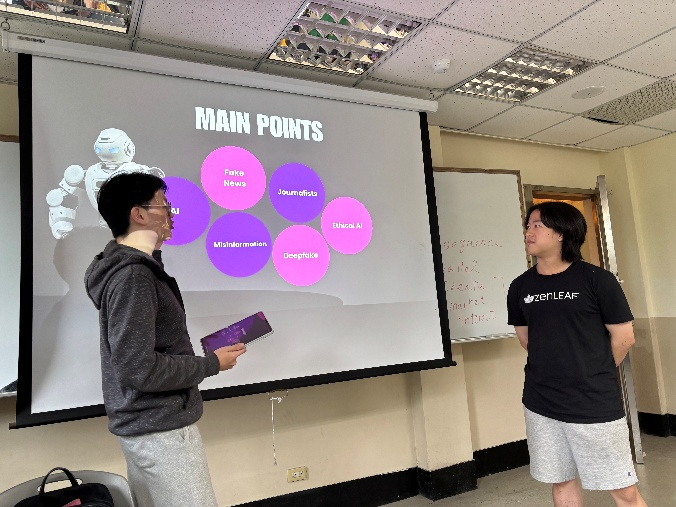 MAIN POINTS
Fake
News
Journalists
AI
Ethical AI
Misinformation
Deepfake
zenLEAF